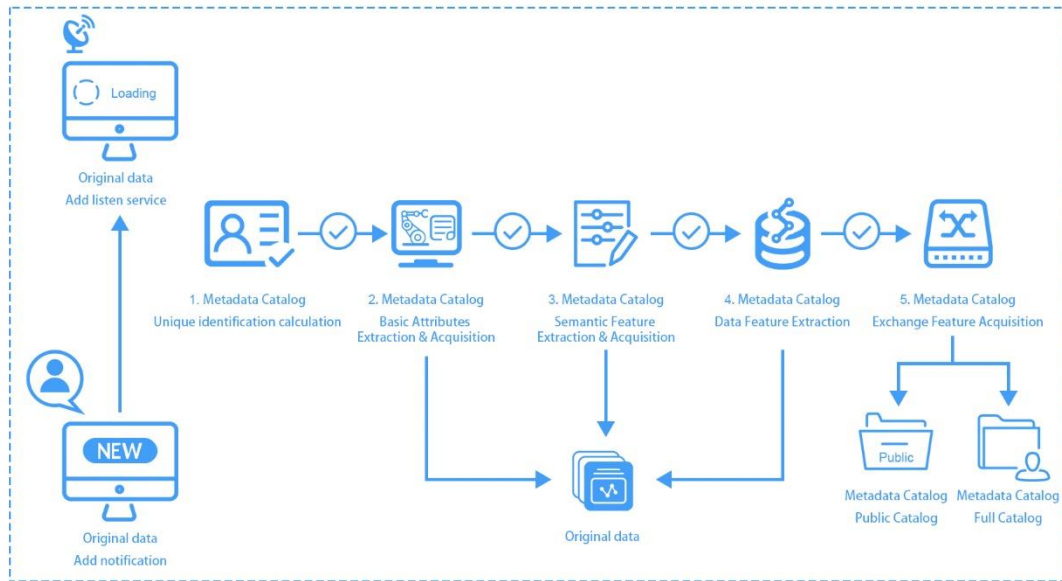 Loading
Original data
Add listen service
1. Metadata Catalog
Unique identification calculation
2. Metadata Catalog
Basic Attributes
Extraction & Acquisition
3. Metadata Catalog
Semantic Feature
Extraction & Acquisition
4. Metadata Catalog
Data Feature Extraction
5. Metadata Catalog
Exchange Feature Acquisition
NEW
Original data
Add notification
Original data
Public
Metadata Catalog
Public Catalog
Metadata Catalog
Full Catalog